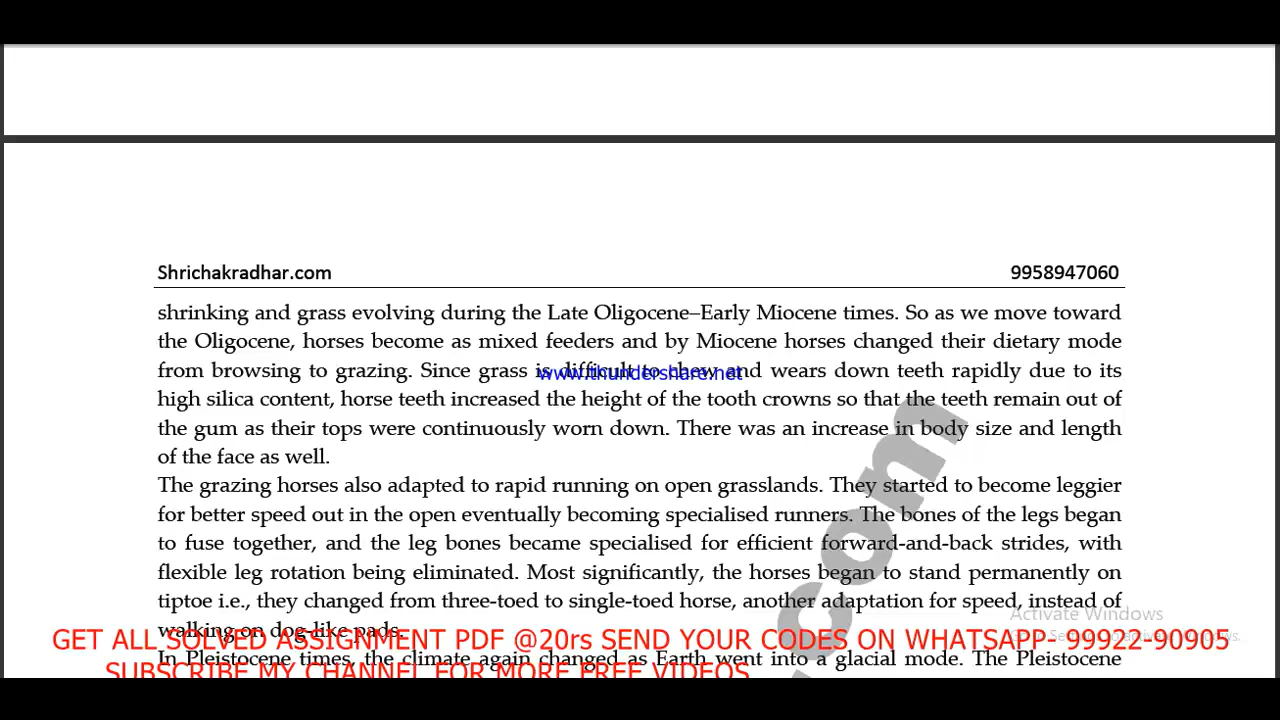 Shrichakradhar.com 9958947060
shrinking and grass evolving during the Late Oligocene–Early Miocene times. So as we move toward
the Oligocene, horses become as mixed feeders and by Miocene horses changed their dietary mode
from browsing to grazing. Since grass is difficult to chew and wears down teeth rapidly due to its
www.thundershare.net
high silica content, horse teeth increased the height of the tooth crowns so that the teeth remain out of
the gum as their tops were continuously worn down. There was an increase in body size and length
of the face as well.
The grazing horses also adapted to rapid running on open grasslands. They started to become leggier
for better speed out in the open eventually becoming specialised runners. The bones of the legs began
to fuse together, and the leg bones became specialised for efficient forward-and-back strides, with
flexible leg rotation being eliminated. Most significantly, the horses began to stand permanently on
tiptoe i.e., they changed from three-toed to single-toed horse, another adaptation for speed, instead of
Activate Windows
walking on dog-like pads.
GET ALL SOLVED ASSIGNMENT PDF @20rs SEND YOUR CODES ON WHATSAPP- 99922-90905
In Pleistocene times, the climate again changed as Earth went into a glacial mode. The Pleistocene
SUBSCRIBE MY CHANNEL FOR MORE FREE VIDEOS
.com